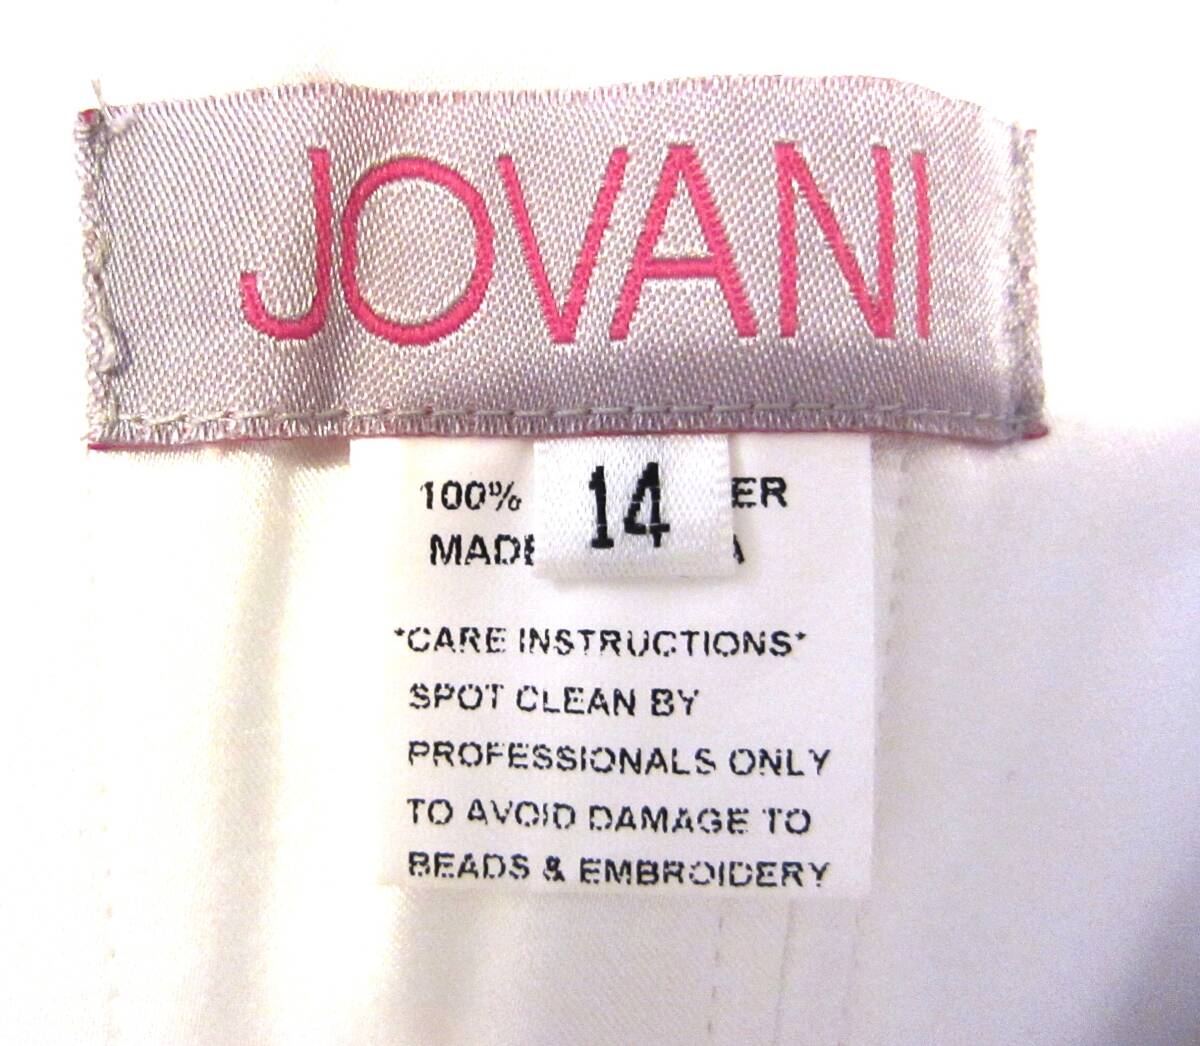 JOVANI
14
100% ER
MADE A
*CARE INSTRUCTIONS*
SPOT CLEAN BY
PROFESSIONALS ONLY
TO AVOID DAMAGE TO
BEADS & EMBROIDERY